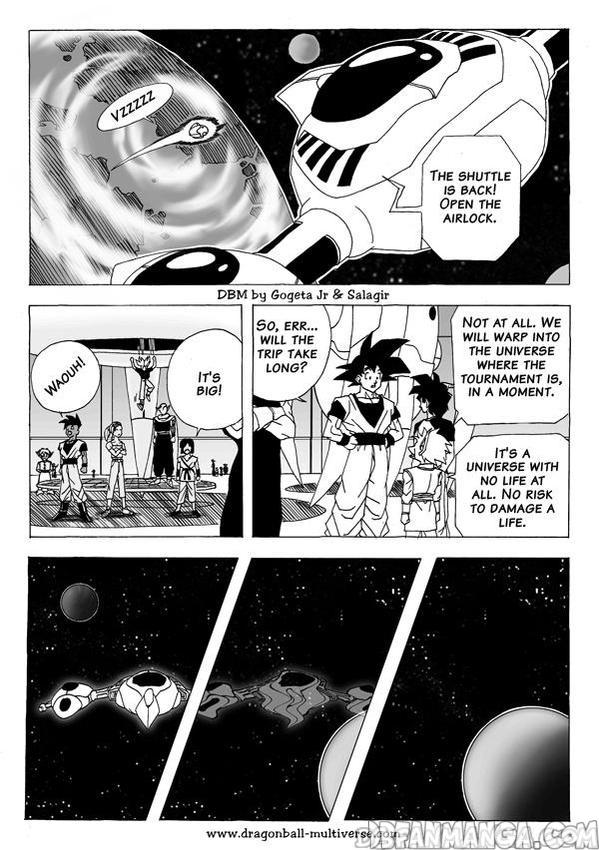 VZZZZZ
THE SHUTTLE
IS BACK!
OPEN THE
AIRLOCK.
DBM by Gogeta Jr & Salagir
WAOUH!
IT'S
BIG!
SO, ERR...
WILL THE
TRIP TAKE
LONG?
NOT AT ALL. WE
WILL WARP INTO
THE UNIVERSE
WHERE THE
TOURNAMENT IS,
IN A MOMENT.
IT'S A
UNIVERSE WITH
NO LIFE AT
ALL. NO RISK
TO DAMAGE A
LIFE.
www.dragonball-multiverse.com
DBFANMANGA.COM